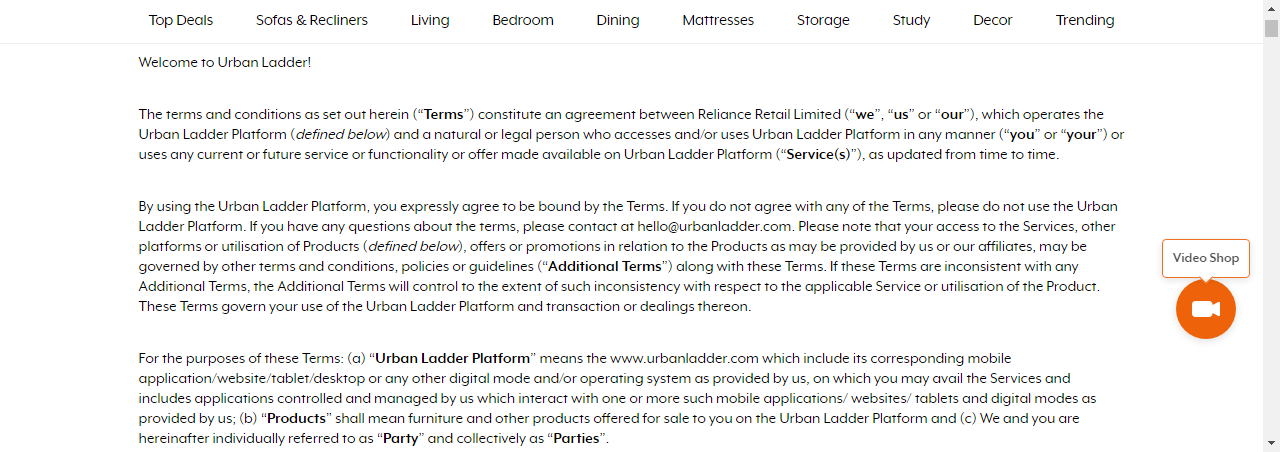 Top Deals Sofas & Recliners Living Bedroom Dining Mattresses Storage Study Decor Trending
Welcome to Urban Ladder!
The terms and conditions as set out herein (“Terms”) constitute an agreement between Reliance Retail Limited (“we”, “us” or “our”), which operates the
Urban Ladder Platform (defined below) and a natural or legal person who accesses and/or uses Urban Ladder Platform in any manner (“you” or “your”) or
uses any current or future service or functionality or offer made available on Urban Ladder Platform (“Service(s)”), as updated from time to time.
By using the Urban Ladder Platform, you expressly agree to be bound by the Terms. If you do not agree with any of the Terms, please do not use the Urban
Ladder Platform. If you have any questions about the terms, please contact at hello@urbanladder.com. Please note that your access to the Services, other
platforms or utilisation of Products (defined below), offers or promotions in relation to the Products as may be provided by us or our affiliates, may be
governed by other terms and conditions, policies or guidelines (“Additional Terms”) along with these Terms. If these Terms are inconsistent with any
Additional Terms, the Additional Terms will control to the extent of such inconsistency with respect to the applicable Service or utilisation of the Product.
These Terms govern your use of the Urban Ladder Platform and transaction or dealings thereon.
Video Shop
For the purposes of these Terms: (a) “Urban Ladder Platform” means the www.urbanladder.com which include its corresponding mobile
application/website/tablet/desktop or any other digital mode and/or operating system as provided by us, on which you may avail the Services and
includes applications controlled and managed by us which interact with one or more such mobile applications/ websites/ tablets and digital modes as
provided by us; (b) “Products” shall mean furniture and other products offered for sale to you on the Urban Ladder Platform and (c) We and you are
hereinafter individually referred to as “Party” and collectively as “Parties”.